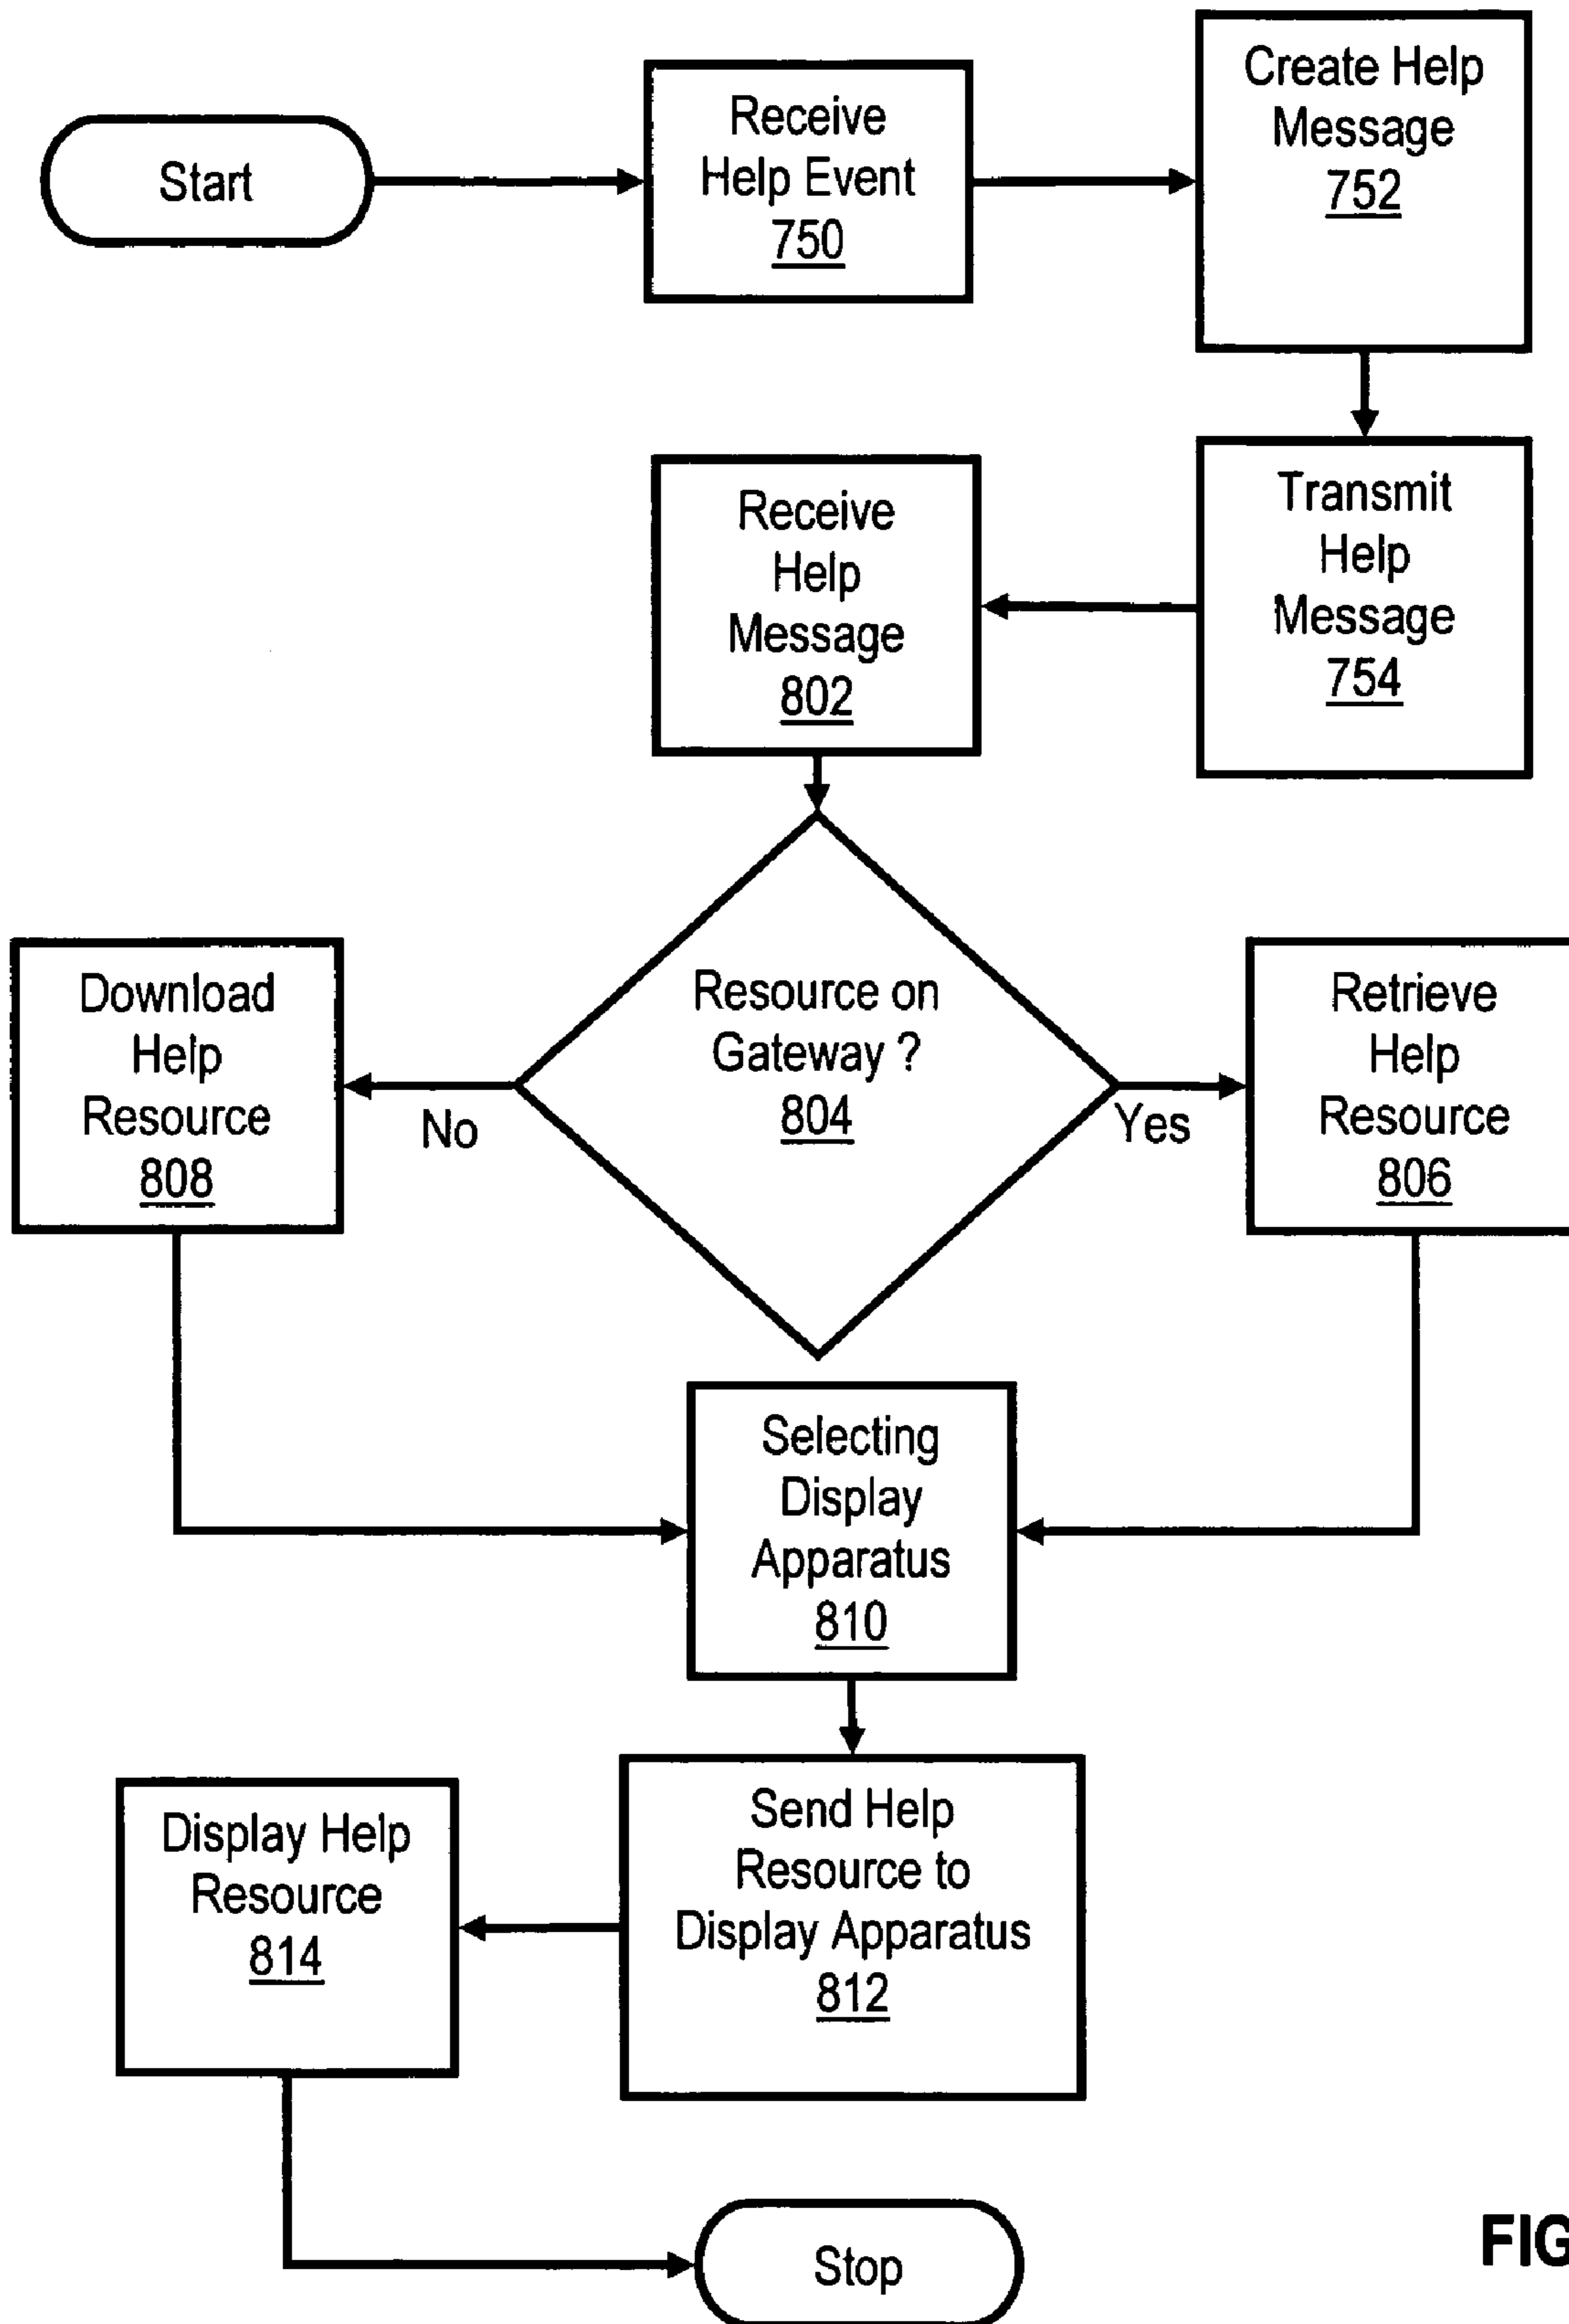 Start
Receive
Help Event
750
Create Help
Message
752
Transmit
Help
Message
754
Receive
Help
Message
802
Resource on
Gateway ?
804
No
Yes
Download
Help
Resource
808
Retrieve
Help
Resource
806
Selecting
Display
Apparatus
810
Send Help
Resource to
Display Apparatus
812
Display Help
Resource
814
Stop
FIG